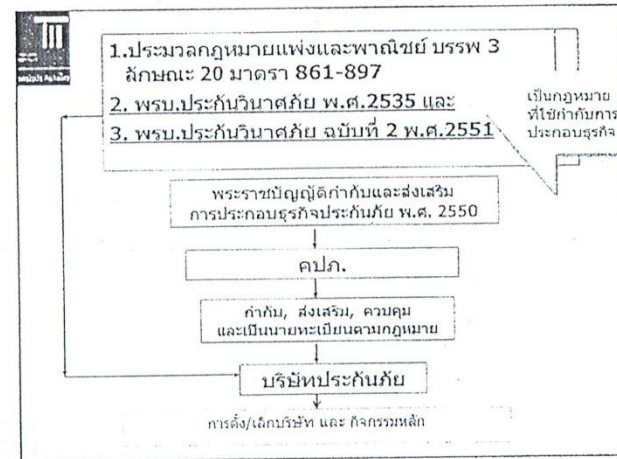 1.ประมวลกฎหมายแพ่งและพาณิชย์ บรรพ 3
ลักษณะ 20 มาตรา 861-897
2. พรบ.ประกันวินาศภัย พ.ศ.2535 และ
3. พรบ.ประกันวินาศภัย ฉบับที่ 2 พ.ศ.2551
เป็นกฎหมาย
ที่ใช้กำกับการ
ประกอบธุรกิจ
พระราชบัญญัติกำกับและส่งเสริม
การประกอบธุรกิจประกันภัย พ.ศ. 2550
คปภ.
กำกับ, ส่งเสริม, ควบคุม
และเป็นนายทะเบียนตามกฎหมาย
บริษัทประกันภัย
การตั้ง/เลิกบริษัท และ กิจกรรมหลัก